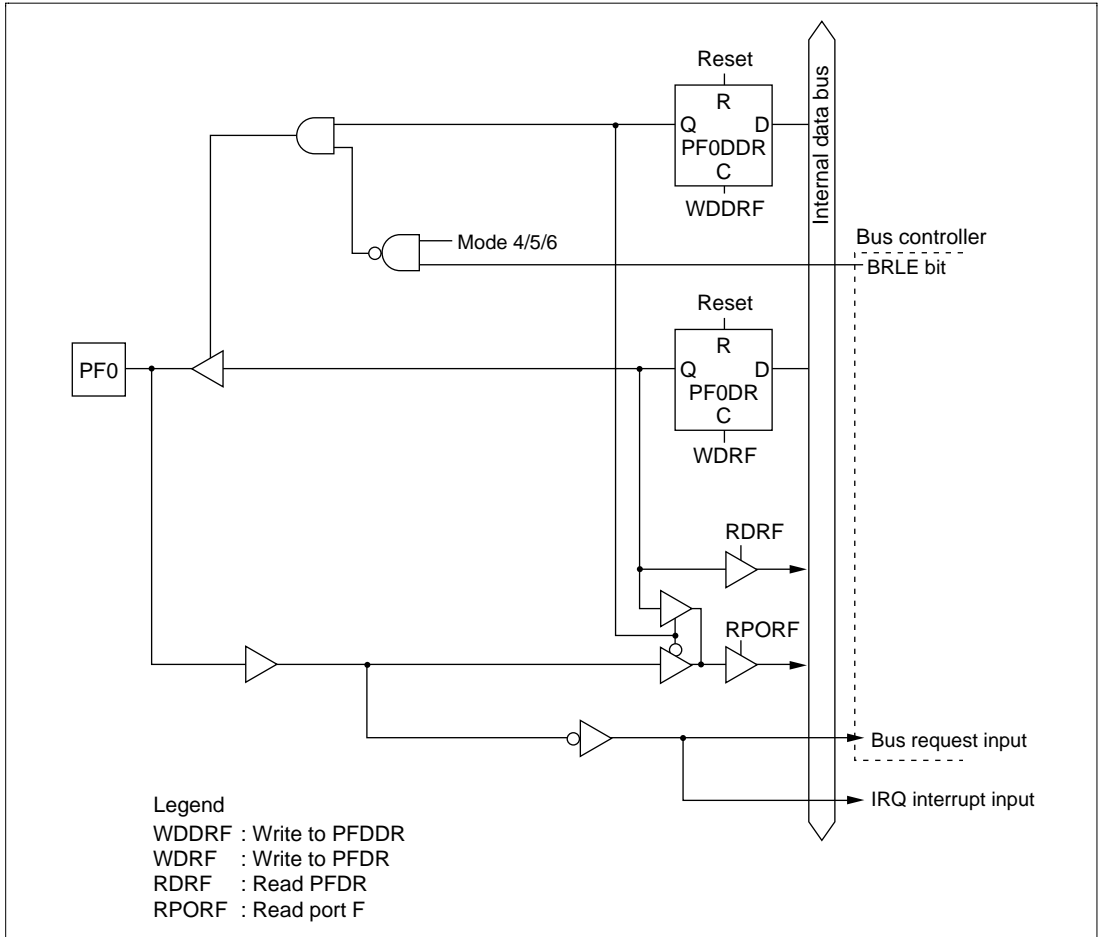 Reset
R
Q D
PF0DDR
C
WDDRF
Internal data bus
Mode 4/5/6
Bus controller
BRLE bit
Reset
R
Q D
PF0DR
C
WDRF
PF0
RDRF
RPORF
Bus request input
IRQ interrupt input
Legend
WDDRF : Write to PFDDR
WDRF : Write to PFDR
RDRF : Read PFDR
RPORF : Read port F